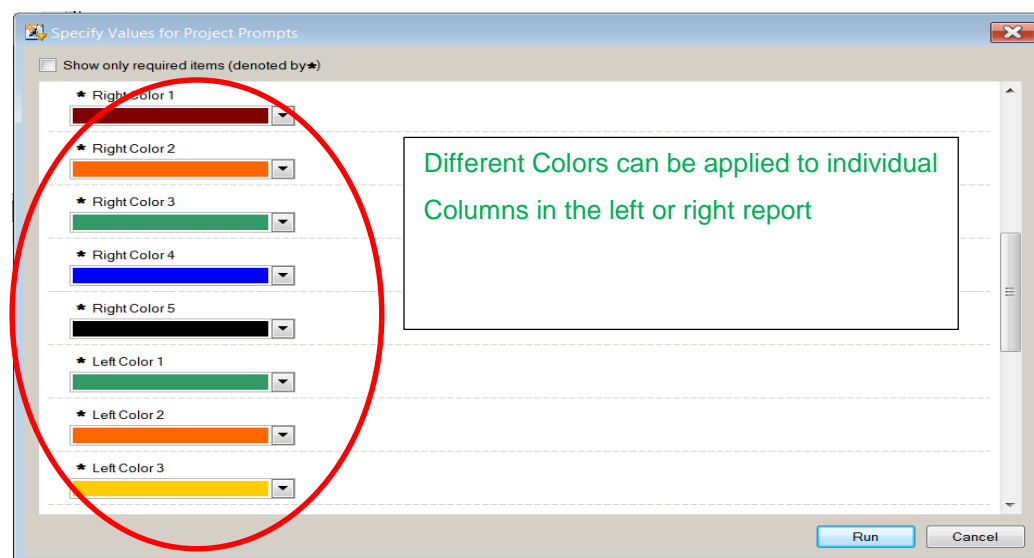 Specify Values for Project Prompts
Show only required items (denoted by★)
★ Right Color 1
★ Right Color 2
★ Right Color 3
★ Right Color 4
★ Right Color 5
★ Left Color 1
★ Left Color 2
★ Left Color 3
Different Colors can be applied to individual
Columns in the left or right report
Run Cancel